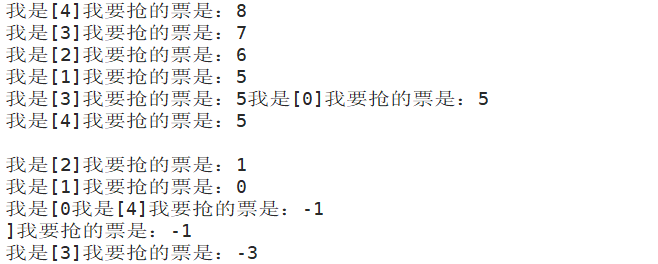 我是[4]我要抢的票是：8
我是[3]我要抢的票是：7
我是[2]我要抢的票是：6
我是[1]我要抢的票是：5
我是[3]我要抢的票是：5我是[0]我要抢的票是：5
我是[4]我要抢的票是：5

我是[2]我要抢的票是：1
我是[1]我要抢的票是：0
我是[0我是[4]我要抢的票是：-1
]我要抢的票是：-1
我是[3]我要抢的票是：-3